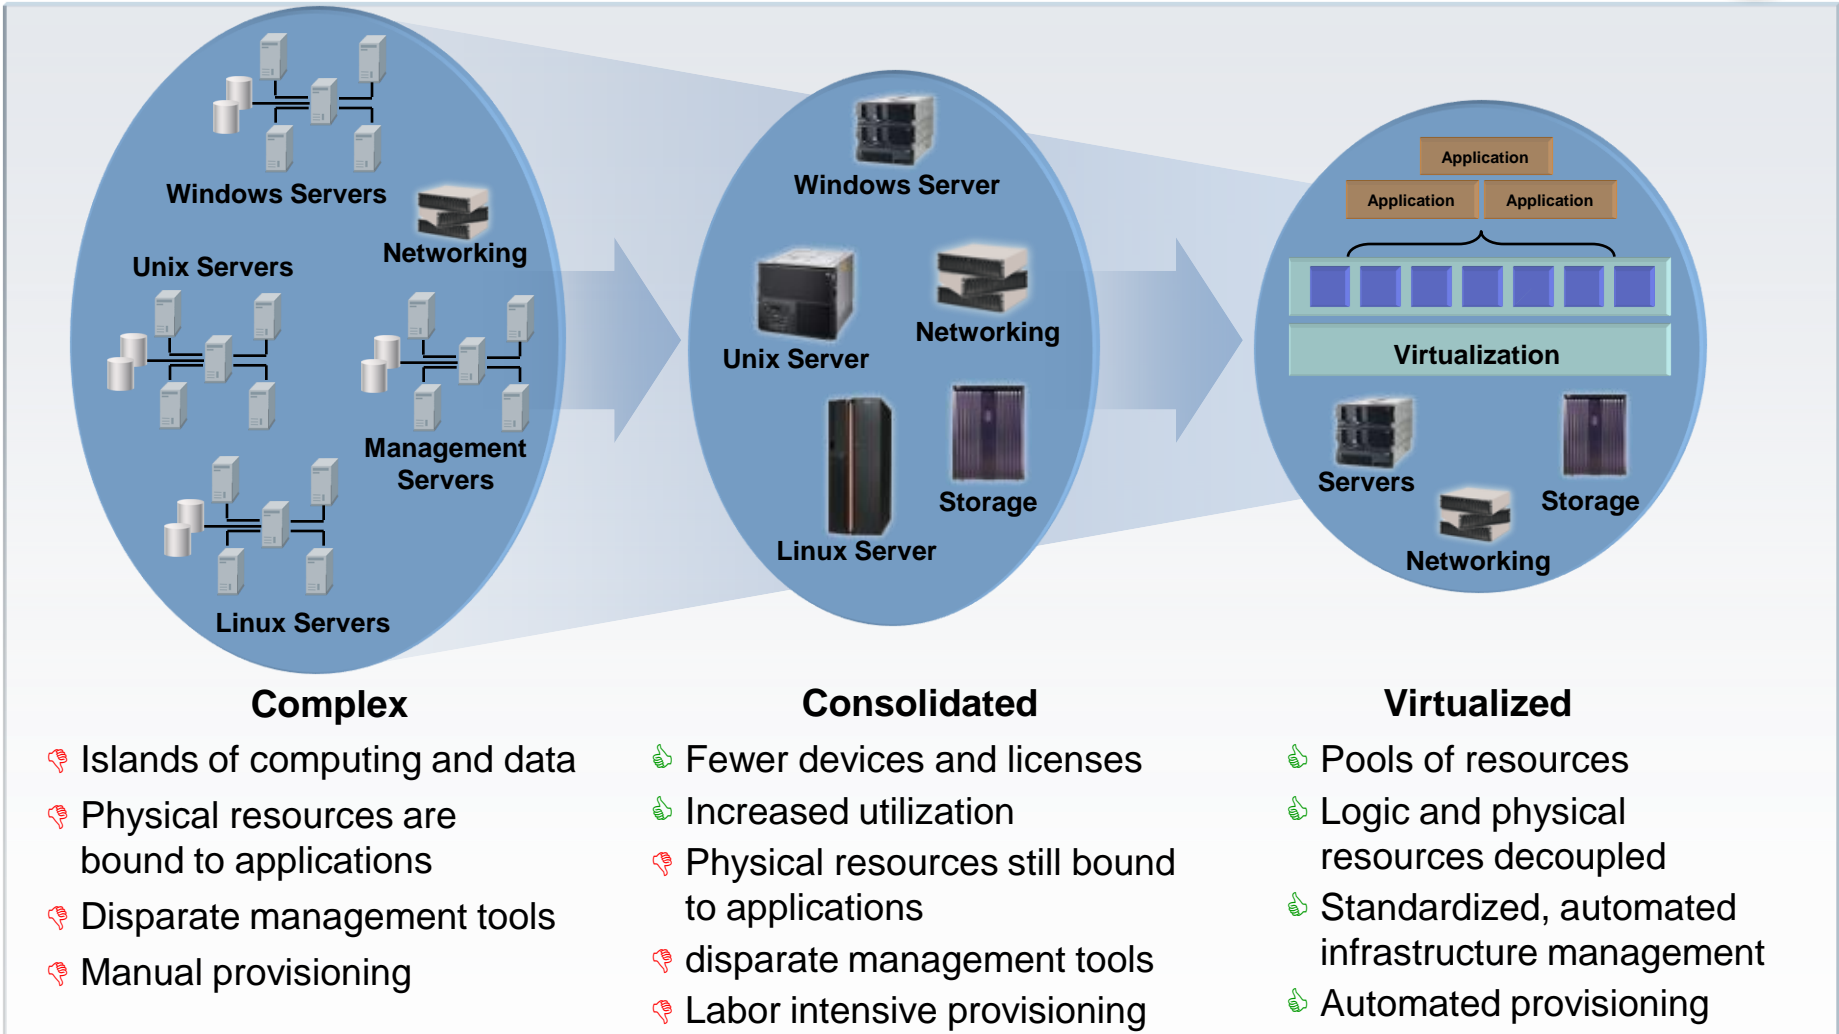 Windows Servers
Networking
Unix Servers
Management
Servers
Linux Servers
Windows Server
Unix Server
Networking
Storage
Linux Server
Application
Application
Application
Virtualization
Servers
Storage
Networking
Complex
Islands of computing and data
Physical resources are
bound to applications
Disparate management tools
Manual provisioning
Consolidated
Fewer devices and licenses
Increased utilization
Physical resources still bound
to applications
disparate management tools
Labor intensive provisioning
Virtualized
Pools of resources
Logic and physical
resources decoupled
Standardized, automated
infrastructure management
Automated provisioning